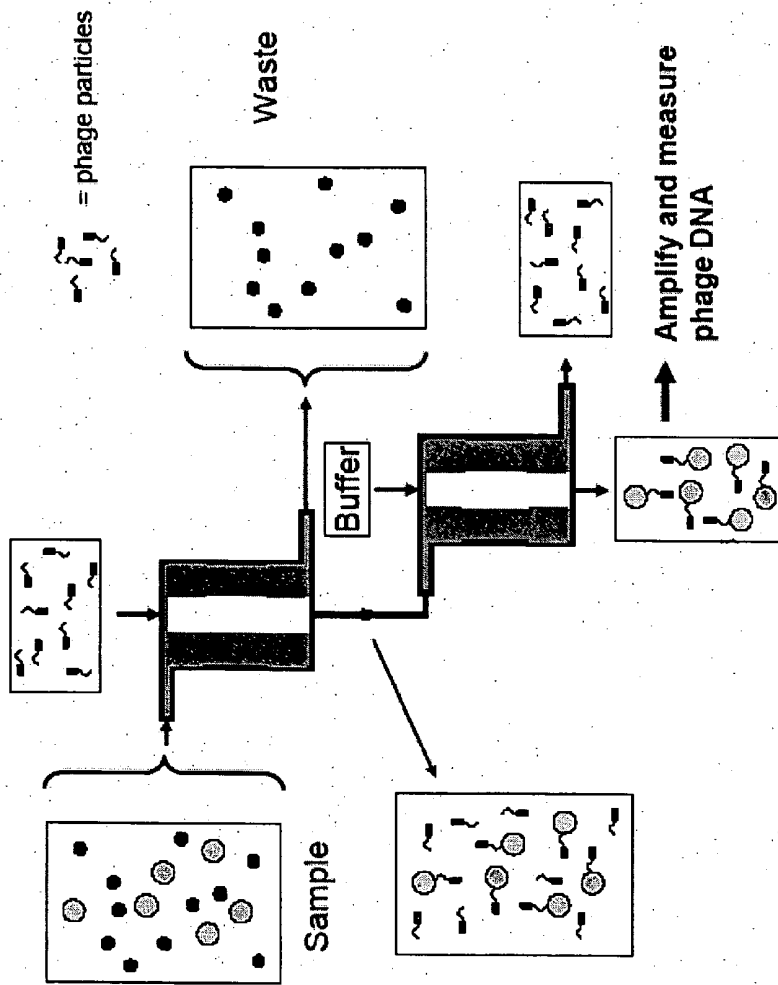 = phage particles
Sample
Waste
Buffer
Amplify and measure
phage DNA